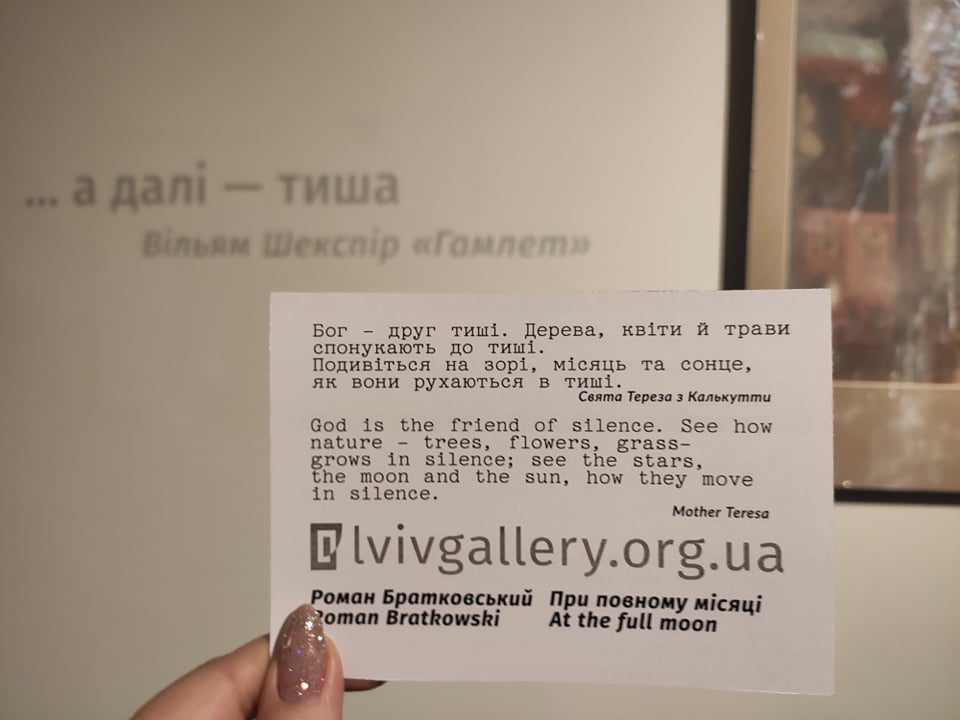 ... а далі — тиша
Вільям Шекспір «Гамлет»
Бог - друг тиші. Дерева, квіти й трави
спонукають до тиші.
Подивіться на зорі, місяць та сонце,
як вони рухаються в тиші.
Свята Тереза з Калькутти
God is the friend of silence. See how
nature - trees, flowers, grass-
grows in silence; see the stars,
the moon and the sun, how they move
in silence.
Mother Teresa
lvivgallery.org.ua
Роман Братковський При повному місяці
Roman Bratkowski At the full moon